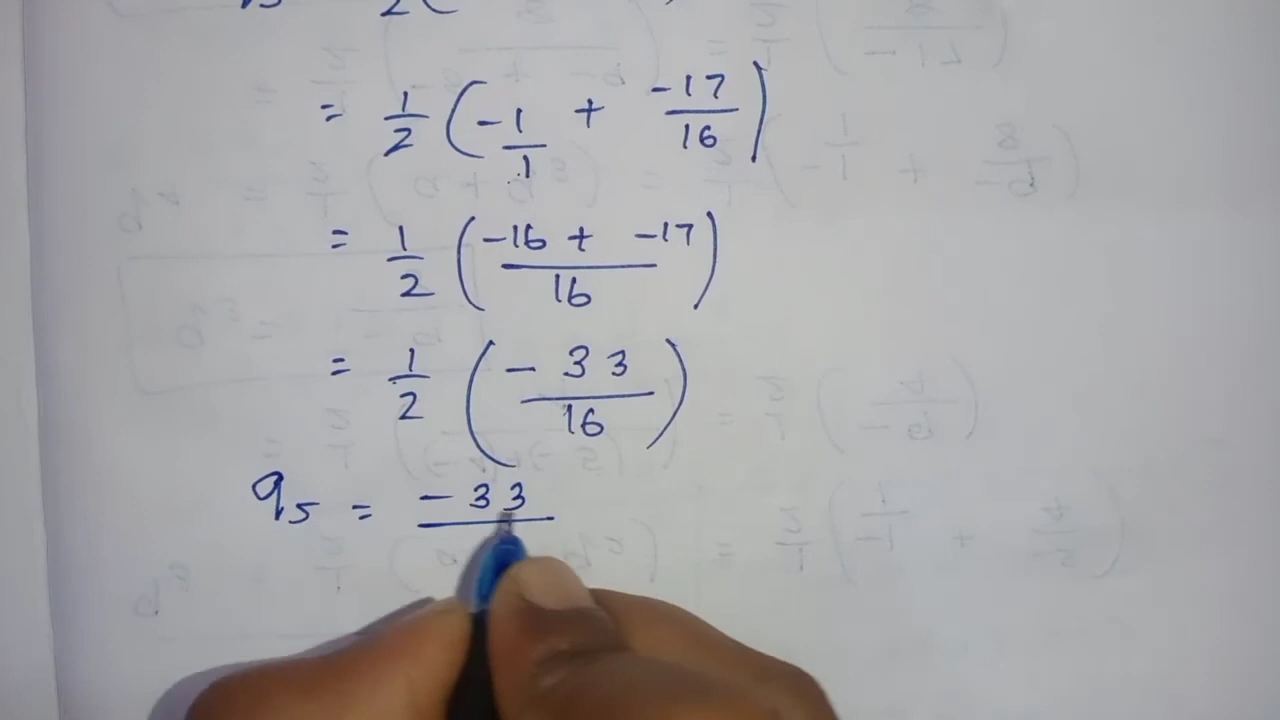 = 1/2 ( -1/1 + -17/16 )
= 1/2 ( -16 + -17 / 16 )
= 1/2 ( -33/16 )
a5 = -33